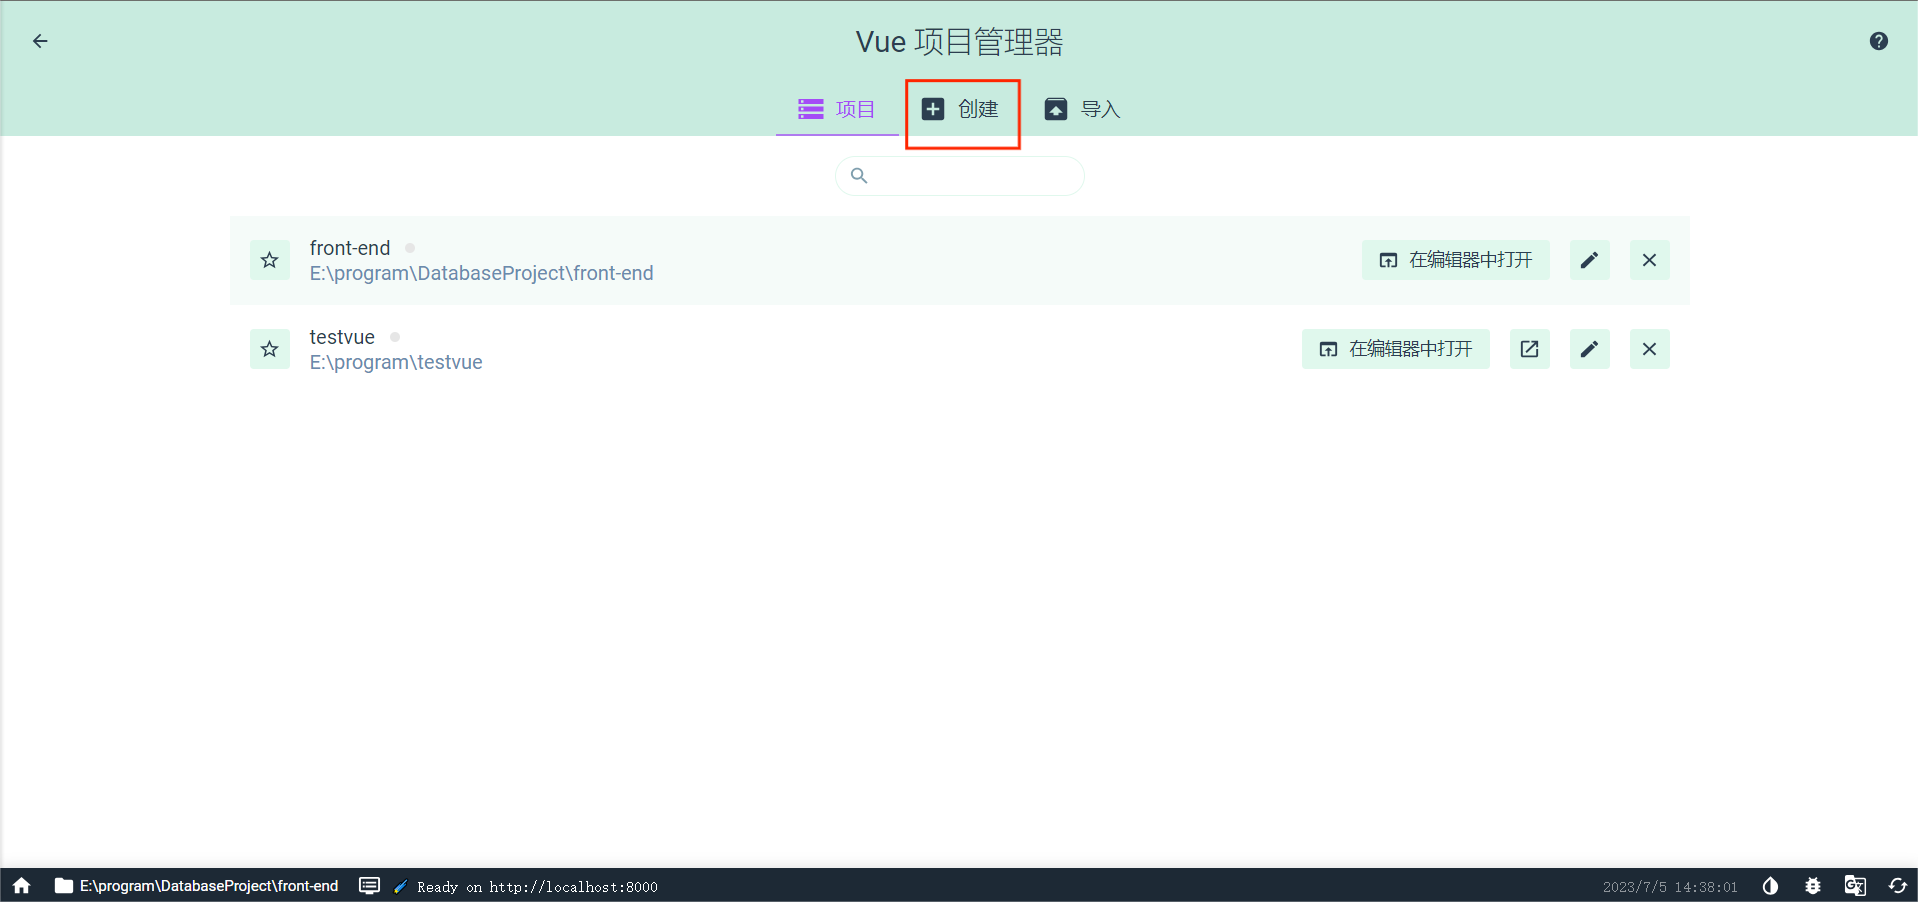 Vue 项目管理器
项目 创建 导入
front-end
E:\program\DatabaseProject\front-end
在编辑器中打开
testvue
E:\program\testvue
在编辑器中打开
E:\program\DatabaseProject\front-end Ready on http://localhost:8000 2023/7/5 14:38:01